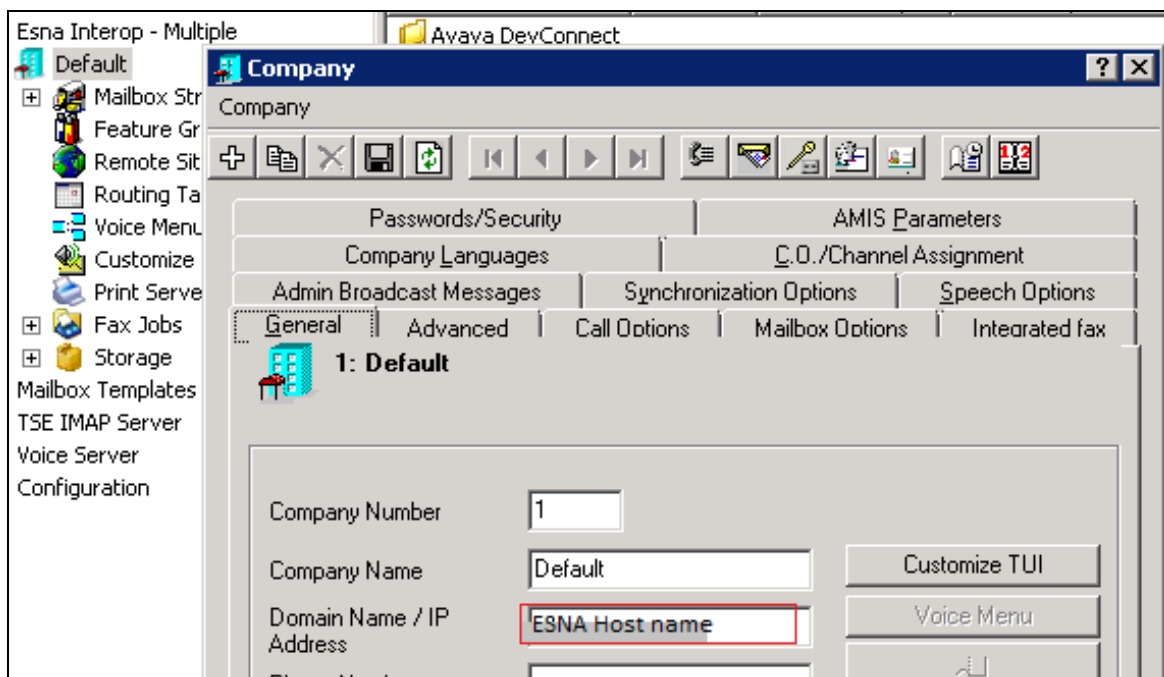 Esna Interop - Multiple
Avaya DevConnect
Default
Company
Mailbox Str
Company
Feature Gr
Remote Sit
Routing Ta
Passwords/Security
AMIS Parameters
Voice Menu
Company Languages
C.O./Channel Assignment
Customize
Print Serve
Admin Broadcast Messages
Synchronization Options
Speech Options
Fax Jobs
General
Advanced
Call Options
Mailbox Options
Integrated fax
Storage
1: Default
Mailbox Templates
TSE IMAP Server
Voice Server
Configuration
Company Number
1
Company Name
Default
Customize TUI
Domain Name / IP
Address
ESNA Host name
Voice Menu